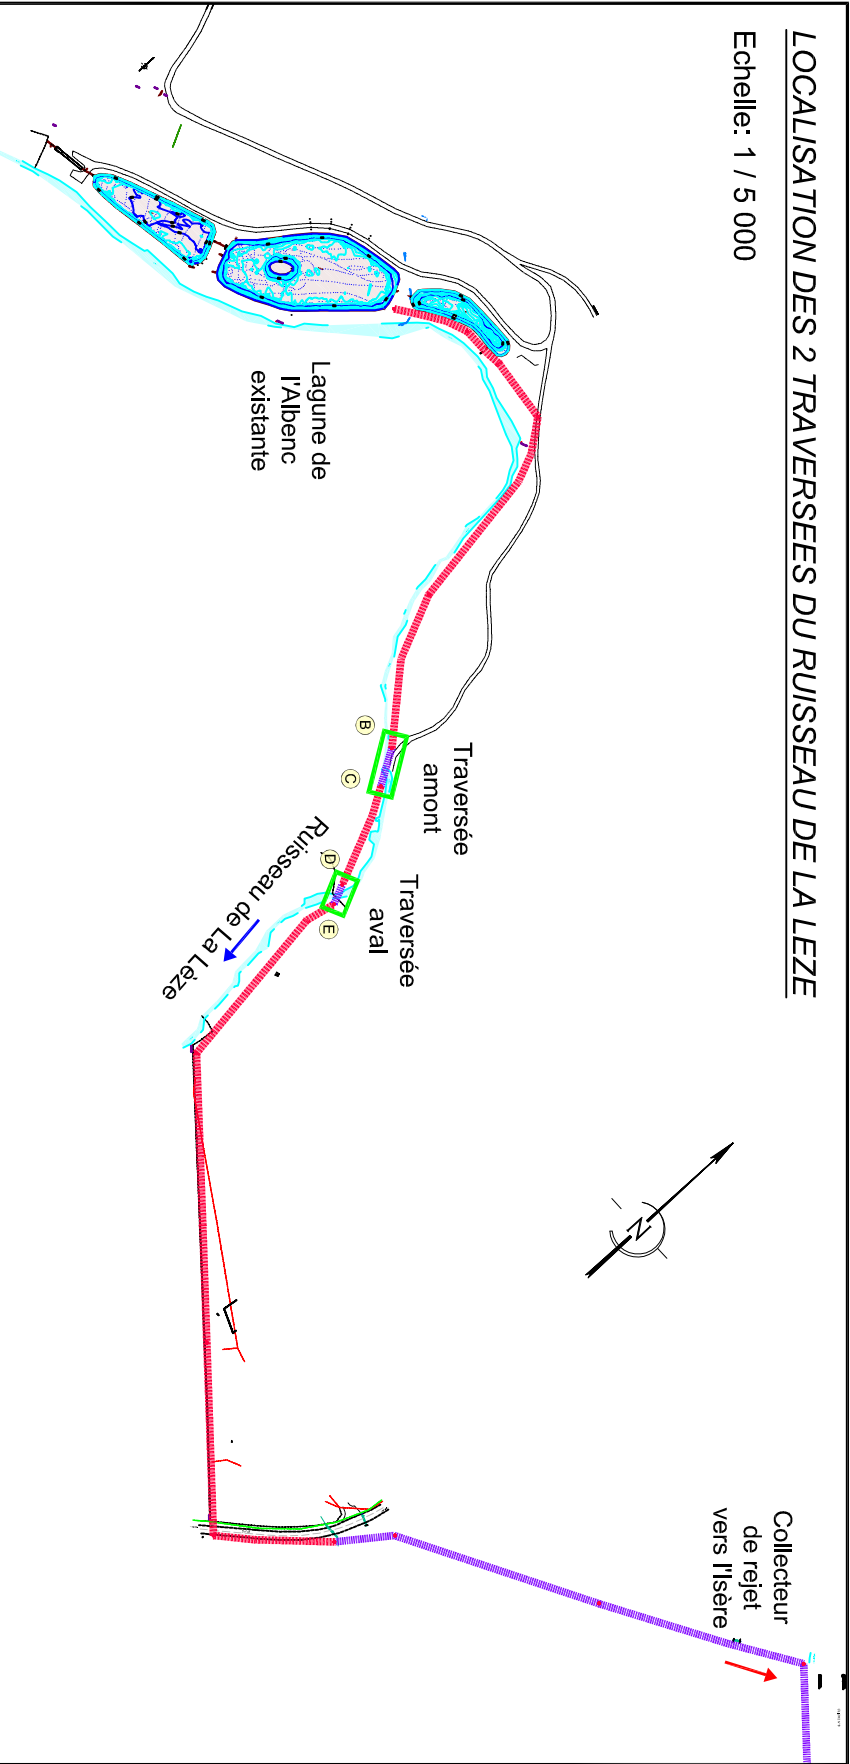 LOCALISATION DES 2 TRAVERSEES DU RUISSEAU DE LA LEZE
Echelle: 1 / 5 000
Lagune de
l'Albenc
existante
B
C
Traversée
amont
D
E
Traversée
aval
Ruisseau de La Lèze
N
Collecteur
de rejet
vers l'Isère